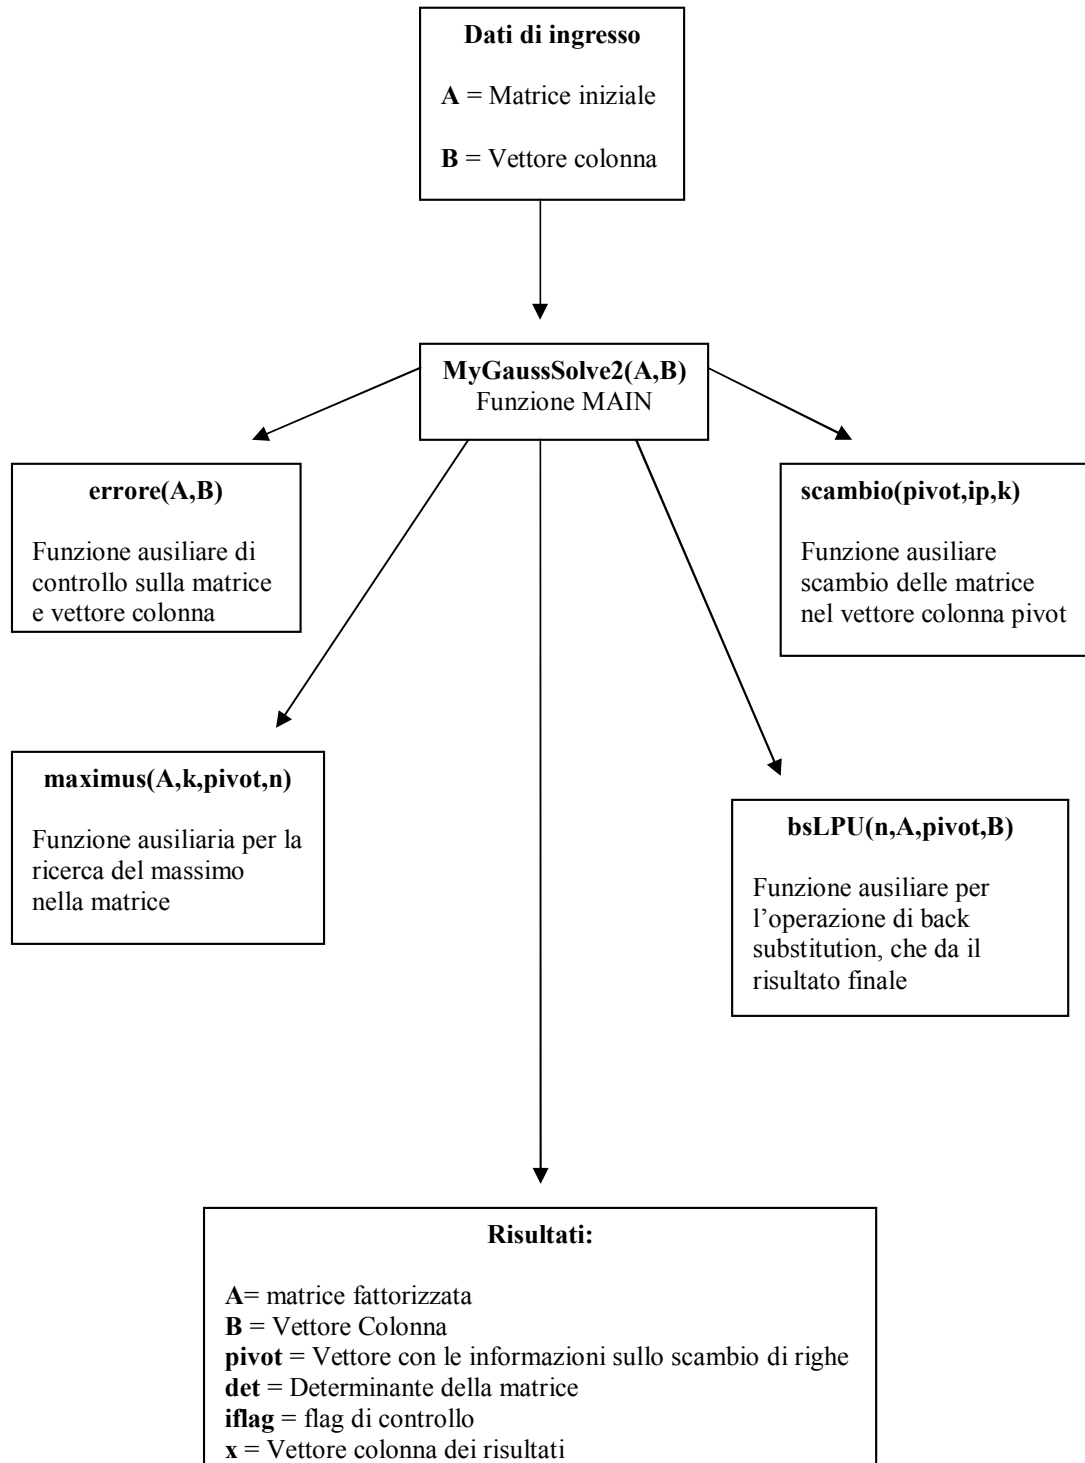 Dati di ingresso
A = Matrice iniziale
B = Vettore colonna
MyGaussSolve2(A,B)
Funzione MAIN
errore(A,B)
Funzione ausiliare di
controllo sulla matrice
e vettore colonna
scambio(pivot,ip,k)
Funzione ausiliare
scambio delle matrice
nel vettore colonna pivot
maximus(A,k,pivot,n)
Funzione ausiliaria per la
ricerca del massimo
nella matrice
bsLPU(n,A,pivot,B)
Funzione ausiliare per
l’operazione di back
substitution, che da il
risultato finale
Risultati:
A= matrice fattorizzata
B = Vettore Colonna
pivot = Vettore con le informazioni sullo scambio di righe
det = Determinante della matrice
iflag = flag di controllo
x = Vettore colonna dei risultati